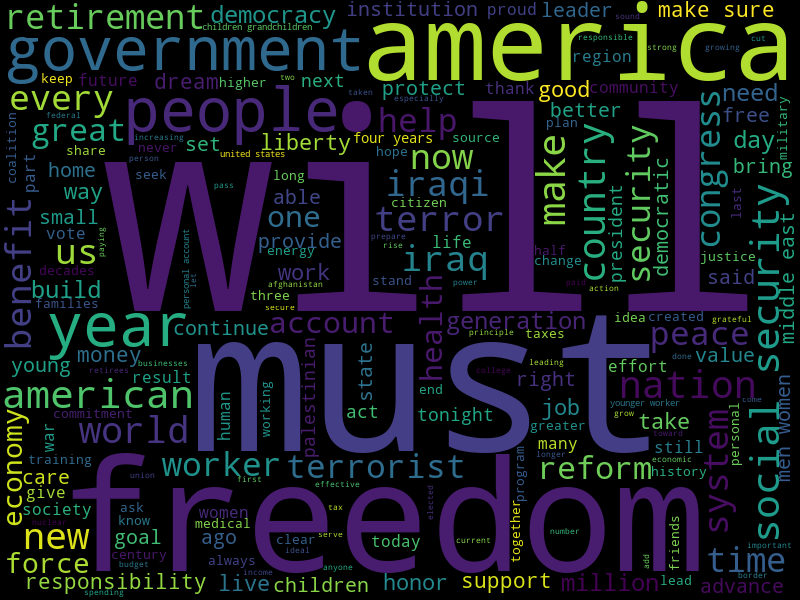 retirement
democracy
children grandchildren
institution
proud
leader
sound
make sure
government
america
responsible
strong
cut
growing
region
keep
future
dream
higher
two
next
taken
protect
especially
thank
good
community
need
military
every
people
help
better
plan
free
coalition
great
federal
increasing
set
liberty
four years
source
now
country
security
congress
day
share
never
united states
hope
make
bring
part
home
person
seek
pass
long
iraqi
citizen
president
democratic
last
way
able
will
small
one
terror
life
vote
us
paying
personal account
let
provide
prepare
rise
energy
iraq
half
change
justice
said
middle east
benefit
decades
work
afghanistan
stand
power
action
paid
build
families
three
secure
year
continue
account
health
generation
idea
created
grateful
security
principle
taxes
peace
must
young
money
businesses
leading
done
value
result
retirees
palestinian
state
end
right
effort
college
nation
come
american
human
working
act
tonight
job
younger worker
greater
grow
take
personal
men women
economy
commitment
war
world
many
still
toward
social
system
training
worker
terrorist
program
longer
reform
economic
history
care
union
first
effective
give
nuclear
freedom
society
ask
women
tax
elected
know
medical
serve
new
goal
ago
clear
today
current
together
number
friends
time
important
force
century
always
ideal
anyone
add
border
budget
income
responsibility
live
children
honor
support
million
lead
advance
spending